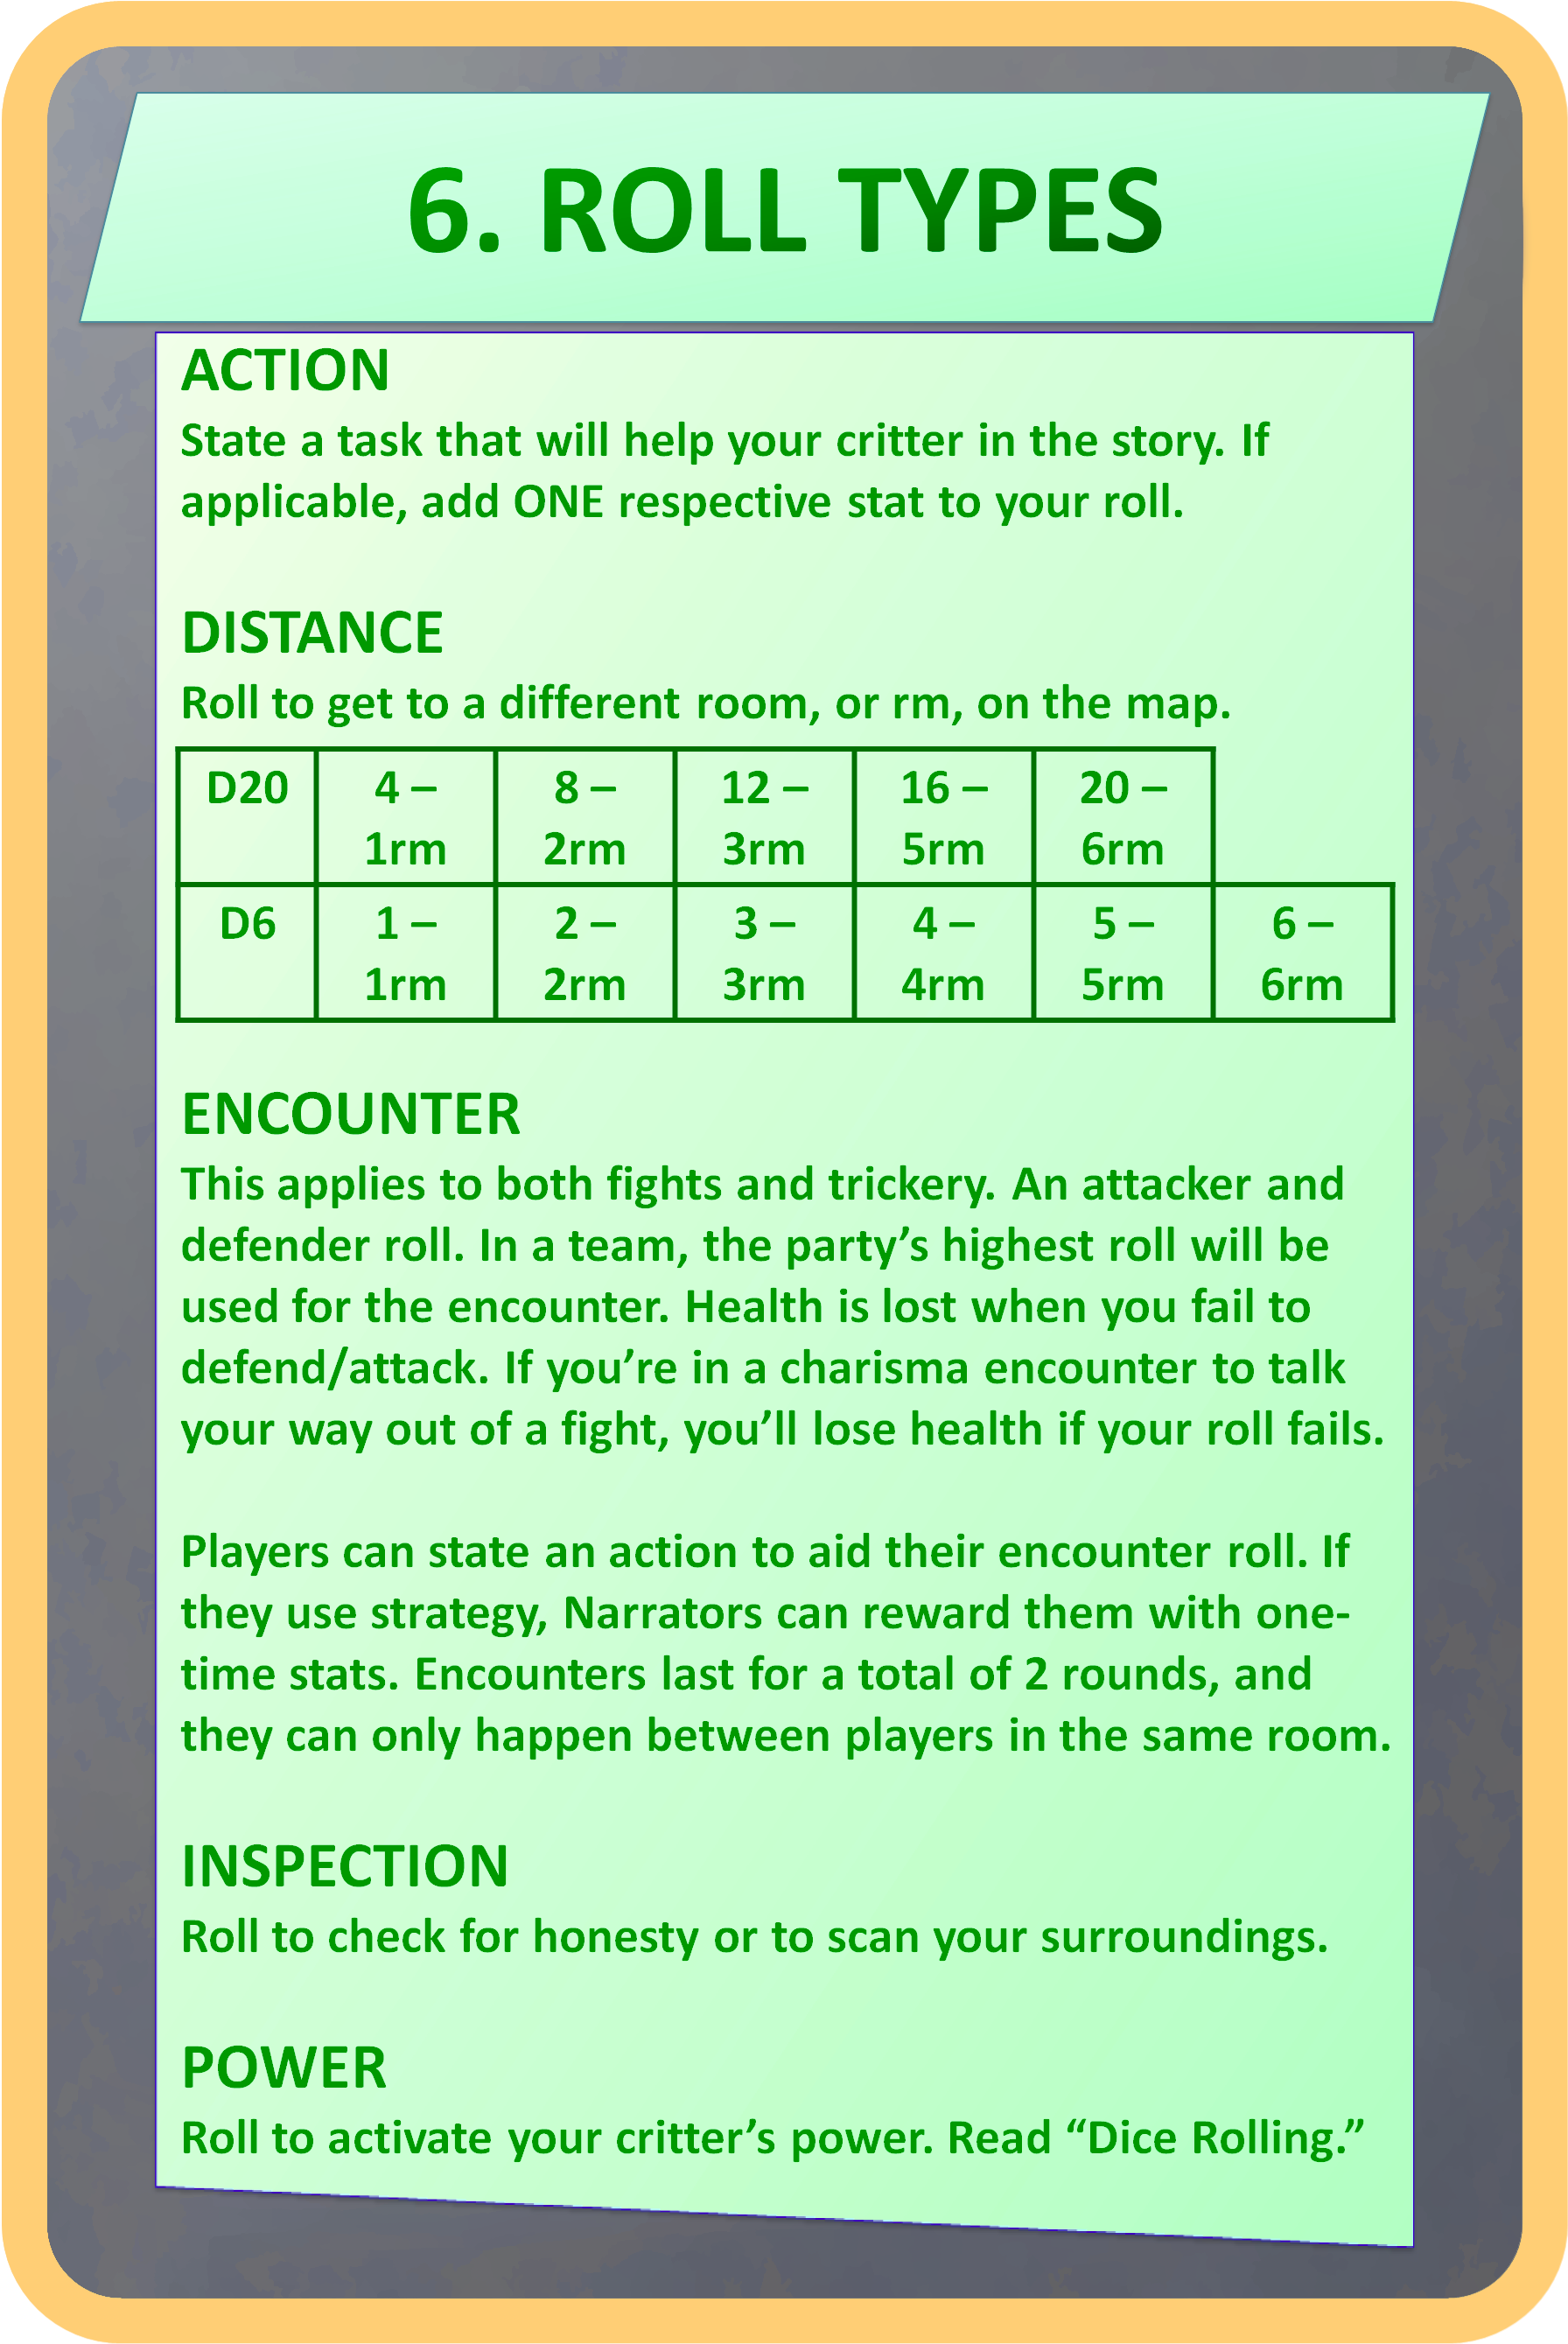 6. ROLL TYPES
ACTION
State a task that will help your critter in the story. If
applicable, add ONE respective stat to your roll.
DISTANCE
Roll to get to a different room, or rm, on the map.
D20 4 – 8 – 12 – 16 – 20 –
1rm 2rm 3rm 5rm 6rm
D6 1 – 2 – 3 – 4 – 5 – 6 –
1rm 2rm 3rm 4rm 5rm 6rm
ENCOUNTER
This applies to both fights and trickery. An attacker and
defender roll. In a team, the party’s highest roll will be
used for the encounter. Health is lost when you fail to
defend/attack. If you’re in a charisma encounter to talk
your way out of a fight, you’ll lose health if your roll fails.
Players can state an action to aid their encounter roll. If
they use strategy, Narrators can reward them with one-
time stats. Encounters last for a total of 2 rounds, and
they can only happen between players in the same room.
INSPECTION
Roll to check for honesty or to scan your surroundings.
POWER
Roll to activate your critter’s power. Read “Dice Rolling.”